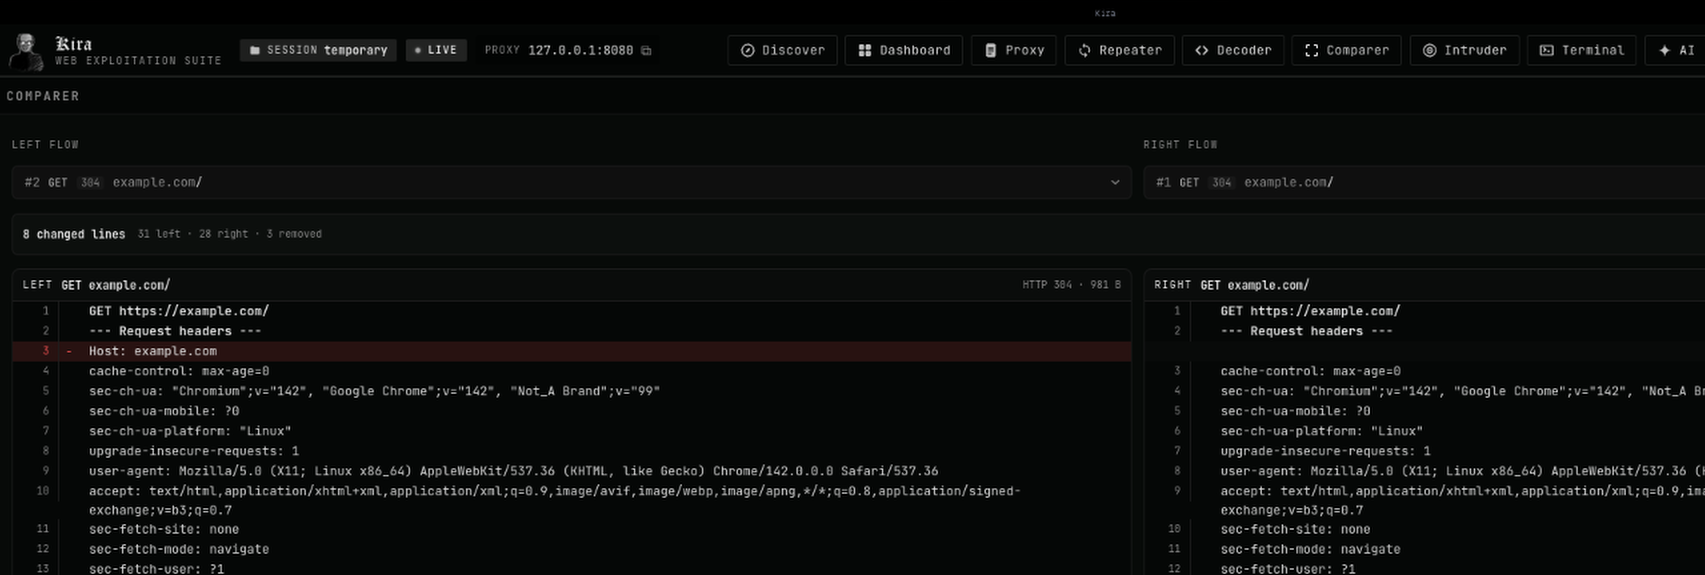 Kira
Kira
WEB EXPLOITATION SUITE
SESSION temporary
LIVE
PROXY 127.0.0.1:8080
Discover
Dashboard
Proxy
Repeater
Decoder
Comparer
Intruder
Terminal
AI
COMPARER
LEFT FLOW
RIGHT FLOW
#2 GET 304 example.com/
#1 GET 304 example.com/
8 changed lines 31 left · 28 right · 3 removed
LEFT GET example.com/ HTTP 304 · 981 B
1 GET https://example.com/
2 --- Request headers ---
3 - Host: example.com
4 cache-control: max-age=0
5 sec-ch-ua: "Chromium";v="142", "Google Chrome";v="142", "Not_A Brand";v="99"
6 sec-ch-ua-mobile: ?0
7 sec-ch-ua-platform: "Linux"
8 upgrade-insecure-requests: 1
9 user-agent: Mozilla/5.0 (X11; Linux x86_64) AppleWebKit/537.36 (KHTML, like Gecko) Chrome/142.0.0.0 Safari/537.36
10 accept: text/html,application/xhtml+xml,application/xml;q=0.9,image/avif,image/webp,image/apng,*/*;q=0.8,application/signed-
exchange;v=b3;q=0.7
11 sec-fetch-site: none
12 sec-fetch-mode: navigate
13 sec-fetch-user: ?1
RIGHT GET example.com/
1 GET https://example.com/
2 --- Request headers ---
3 cache-control: max-age=0
4 sec-ch-ua: "Chromium";v="142", "Google Chrome";v="142", "Not_A
5 sec-ch-ua-mobile: ?0
6 sec-ch-ua-platform: "Linux"
7 upgrade-insecure-requests: 1
8 user-agent: Mozilla/5.0 (X11; Linux x86_64) AppleWebKit/537.36
9 accept: text/html,application/xhtml+xml,application/xml;q=0.9,
exchange;v=b3;q=0.7
10 sec-fetch-site: none
11 sec-fetch-mode: navigate
12 sec-fetch-user: ?1